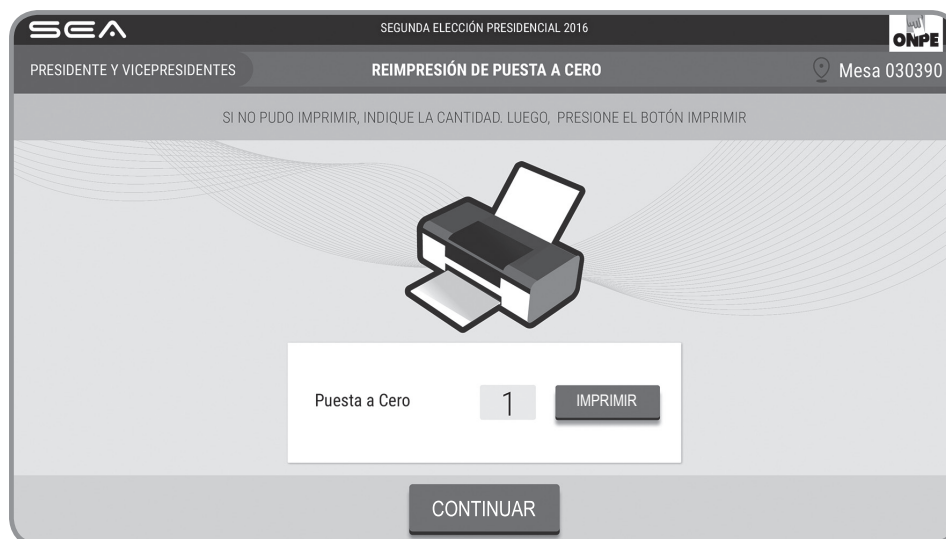 SEA
SEGUNDA ELECCIÓN PRESIDENCIAL 2016
ONPE
PRESIDENTE Y VICEPRESIDENTES
REIMPRESIÓN DE PUESTA A CERO
Mesa 030390
SI NO PUDO IMPRIMIR, INDIQUE LA CANTIDAD. LUEGO, PRESIONE EL BOTÓN IMPRIMIR
Puesta a Cero
1
IMPRIMIR
CONTINUAR